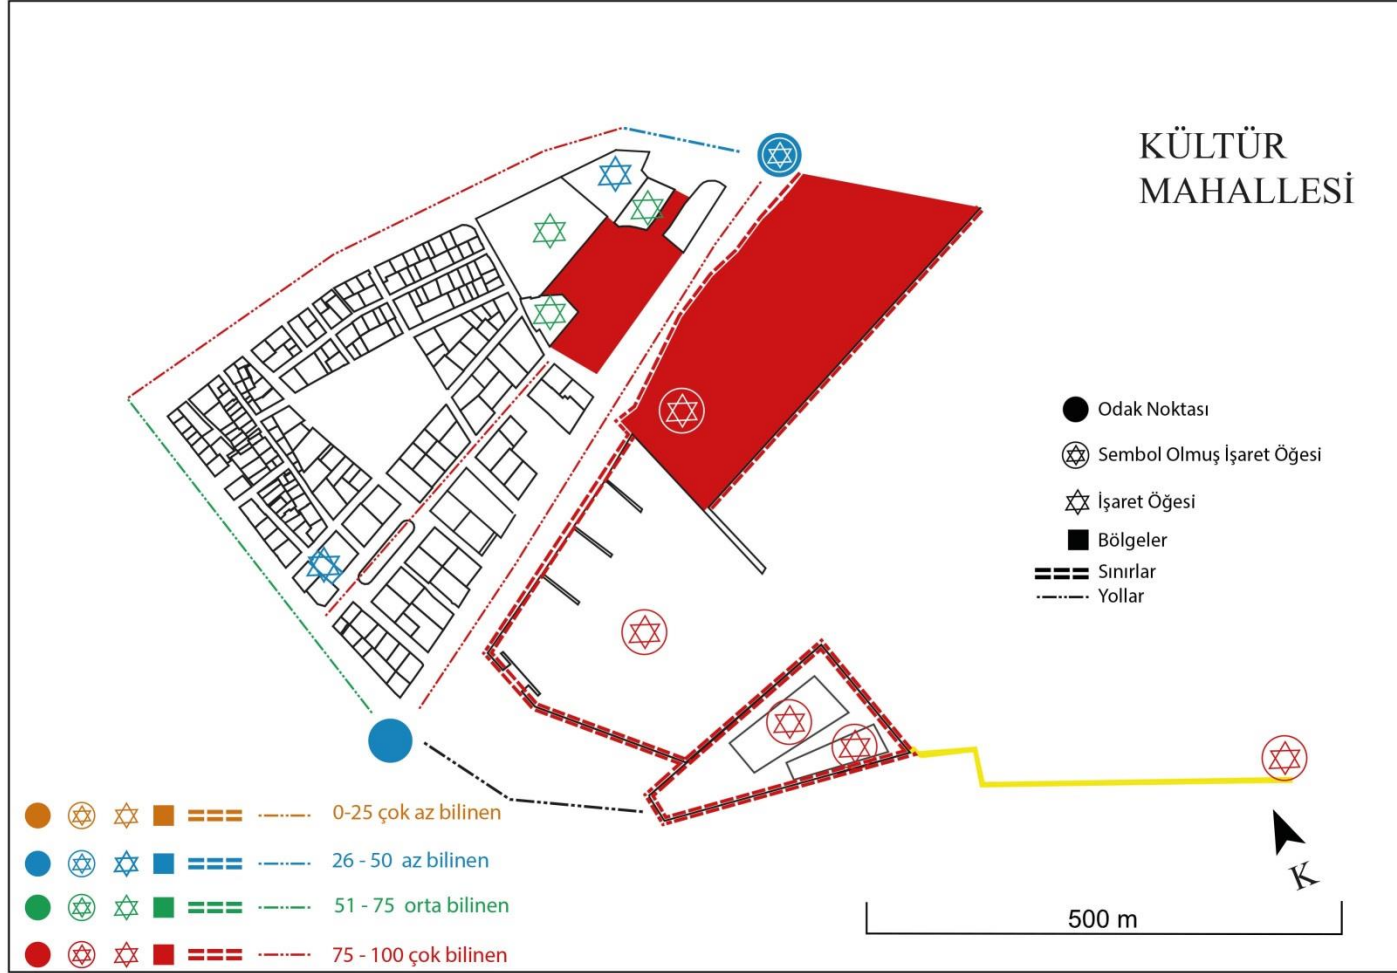 KÜLTÜR
MAHALLESİ
Odak Noktası
Sembol Olmuş İşaret Öğesi
İşaret Öğesi
Bölgeler
Sınırlar
Yollar
0-25 çok az bilinen
26 - 50 az bilinen
51 - 75 orta bilinen
75 - 100 çok bilinen
K
500 m